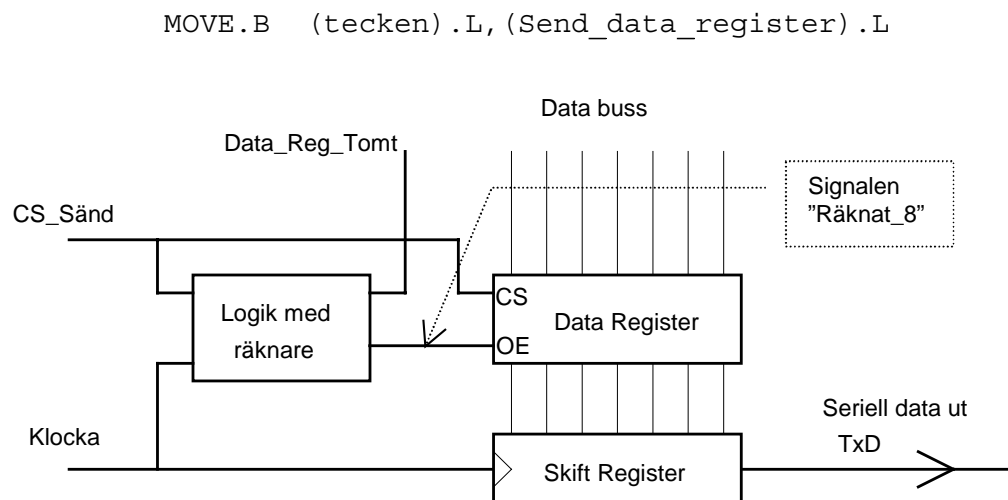 MOVE.B (tecken).L,(Send_data_register).L
Data buss
Data_Reg_Tomt
Signalen
"Räknat_8"
CS_Sänd
CS
Logik med
räknare
Data Register
OE
Seriell data ut
TxD
Klocka
Skift Register